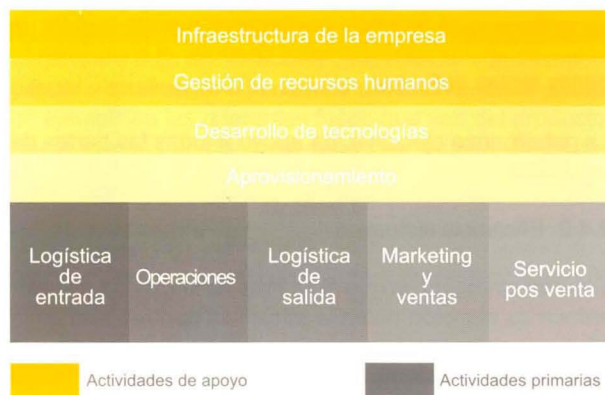 Infraestructura de la empresa
Gestión de recursos humanos
Desarrollo de tecnologías
Aprovisionamiento
Logística
de
entrada
Operaciones
Logística
de
salida
Marketing
y
ventas
Servicio
pos venta
Actividades de apoyo
Actividades primarias